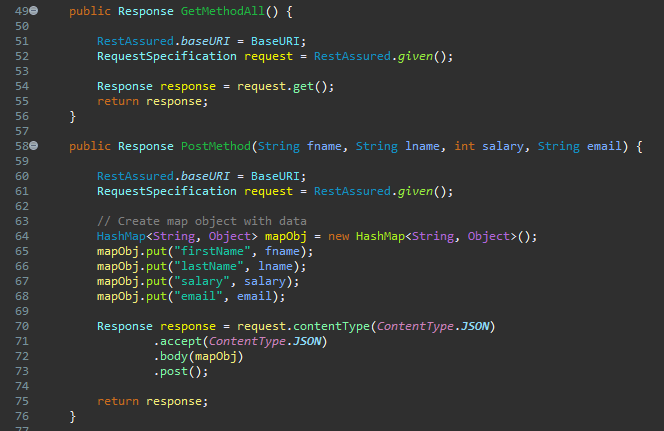 49 public Response GetMethodAll() {
50
51 RestAssured.baseURI = BaseURI;
52 RequestSpecification request = RestAssured.given();
53
54 Response response = request.get();
55 return response;
56 }
57
58 public Response PostMethod(String fname, String lname, int salary, String email) {
59
60 RestAssured.baseURI = BaseURI;
61 RequestSpecification request = RestAssured.given();
62
63 // Create map object with data
64 HashMap<String, Object> mapObj = new HashMap<String, Object>();
65 mapObj.put("firstName", fname);
66 mapObj.put("lastName", lname);
67 mapObj.put("salary", salary);
68 mapObj.put("email", email);
69
70 Response response = request.contentType(ContentType.JSON)
71 .accept(ContentType.JSON)
72 .body(mapObj)
73 .post();
74
75 return response;
76 }
77